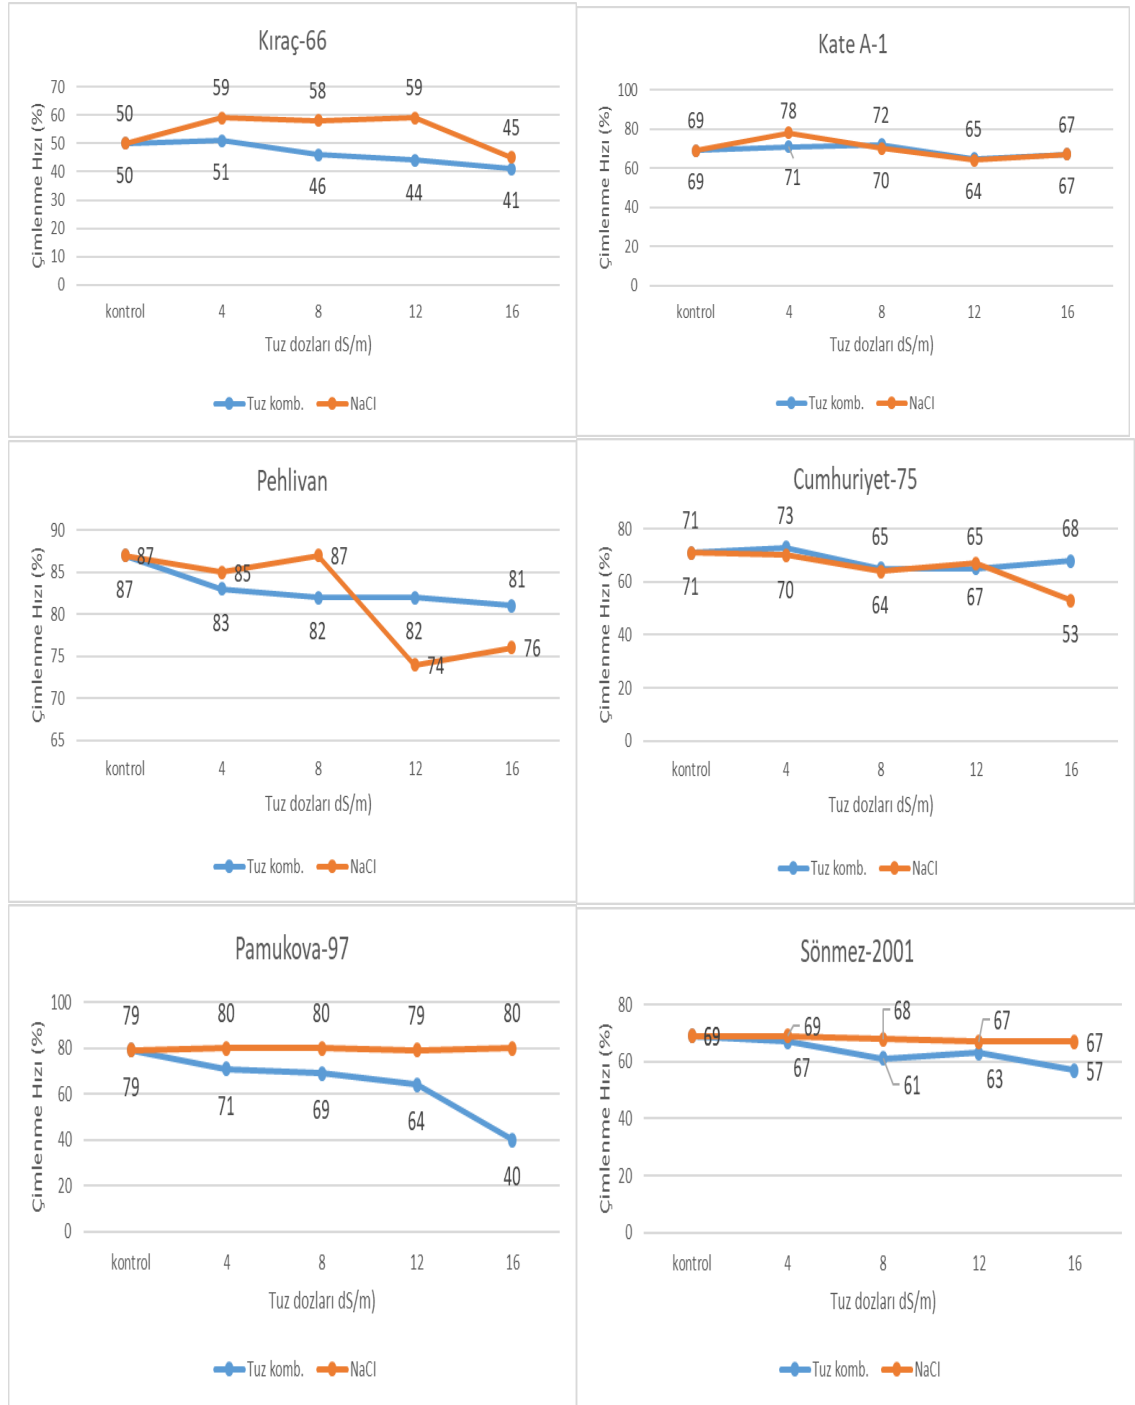 Kıraç-66
Çimlenme Hızı (%)
70
60
50
40
30
20
10
0
50 59 58 59 45
50 51 46 44 41
kontrol 4 8 12 16
Tuz dozları dS/m)
Tuz komb. NaCI
Kate A-1
Çimlenme Hızı (%)
100
80
60
40
20
0
69 78 72 65 67
69 71 70 64 67
kontrol 4 8 12 16
Tuz dozları dS/m)
Tuz komb. NaCI
Pehlivan
Çimlenme Hızı (%)
90
85
80
75
70
65
87 85 87 74 76
87 83 82 82 81
kontrol 4 8 12 16
Tuz dozları dS/m)
Tuz komb. NaCI
Cumhuriyet-75
Çimlenme Hızı (%)
80
60
40
20
0
71 73 65 65 68
71 70 64 67 53
kontrol 4 8 12 16
Tuz dozları dS/m)
Tuz komb. NaCI
Pamukova-97
Çimlenme Hızı (%)
100
80
60
40
20
0
79 80 80 79 80
79 71 69 64 40
kontrol 4 8 12 16
Tuz dozları dS/m)
Tuz komb. NaCI
Sönmez-2001
Çimlenme Hızı (%)
80
60
40
20
0
69 69 68 67 67
67 61 63 57
kontrol 4 8 12 16
Tuz dozları dS/m)
Tuz komb. NaCI